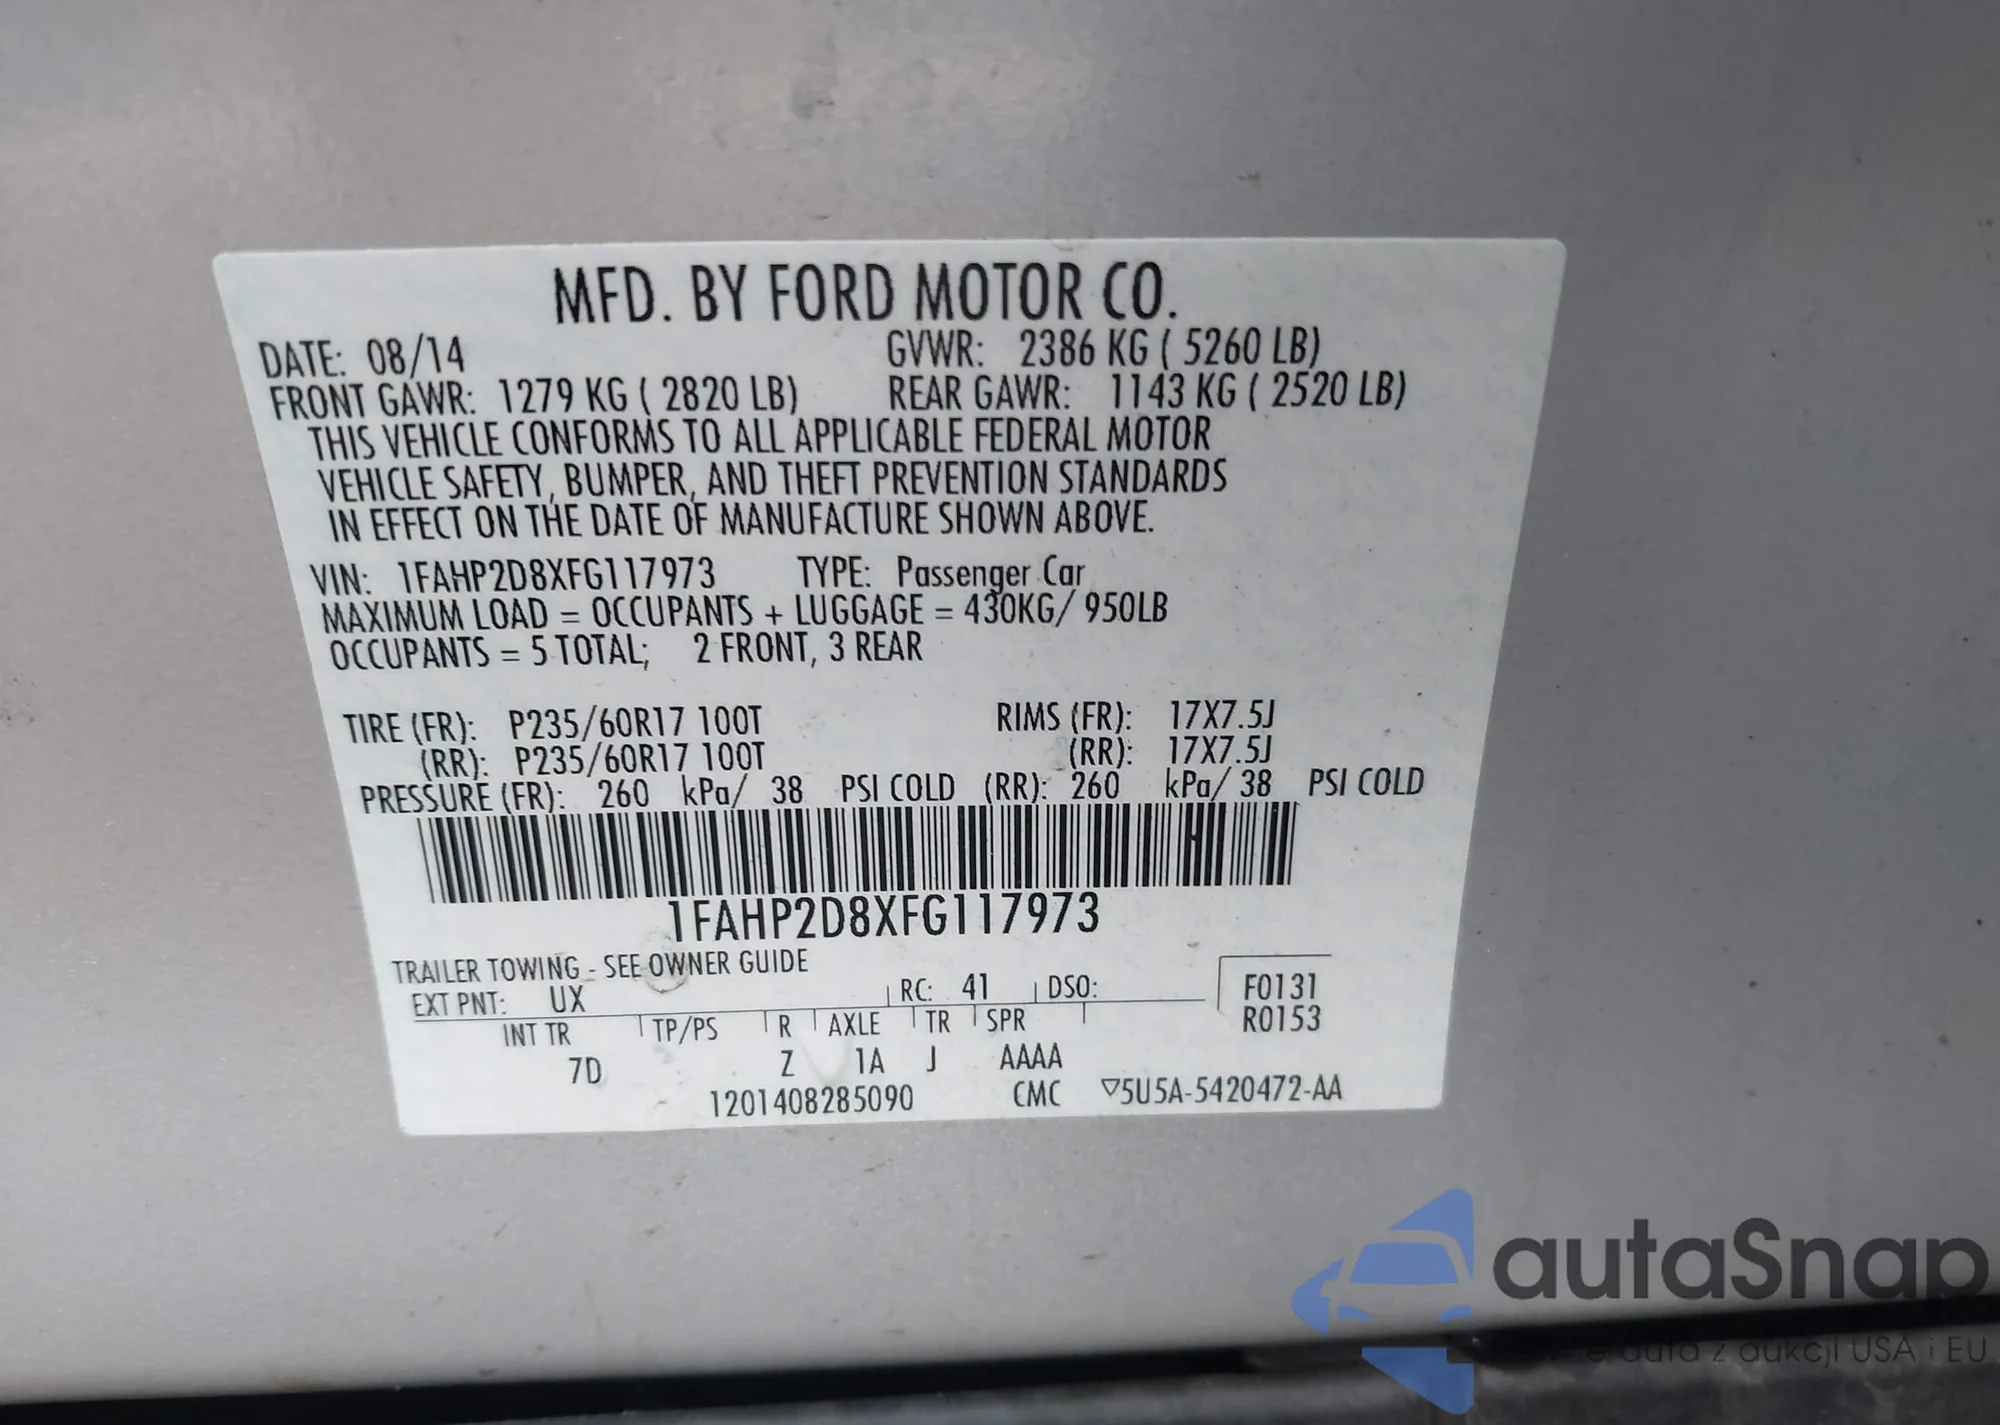 MFD. BY FORD MOTOR CO.
DATE: 08/14 GVWR: 2386 KG ( 5260 LB)
FRONT GAWR: 1279 KG ( 2820 LB) REAR GAWR: 1143 KG ( 2520 LB)
THIS VEHICLE CONFORMS TO ALL APPLICABLE FEDERAL MOTOR
VEHICLE SAFETY, BUMPER, AND THEFT PREVENTION STANDARDS
IN EFFECT ON THE DATE OF MANUFACTURE SHOWN ABOVE.
VIN: 1FAHP2D8XFG117973 TYPE: Passenger Car
MAXIMUM LOAD = OCCUPANTS + LUGGAGE = 430KG/ 950LB
OCCUPANTS = 5 TOTAL; 2 FRONT, 3 REAR
TIRE (FR): P235/60R17 100T RIMS (FR): 17X7.5J
(RR): P235/60R17 100T (RR): 17X7.5J
PRESSURE (FR): 260 kPa/ 38 PSI COLD (RR): 260 kPa/ 38 PSI COLD
1FAHP2D8XFG117973
TRAILER TOWING - SEE OWNER GUIDE
EXT PNT: UX RC: 41 DSO: F0131
INT TR TP/PS R AXLE TR SPR R0153
7D Z 1A J AAAA
1201408285090 CMC ▽5U5A-5420472-AA
autaSnap
auta z aukcji USA i EU